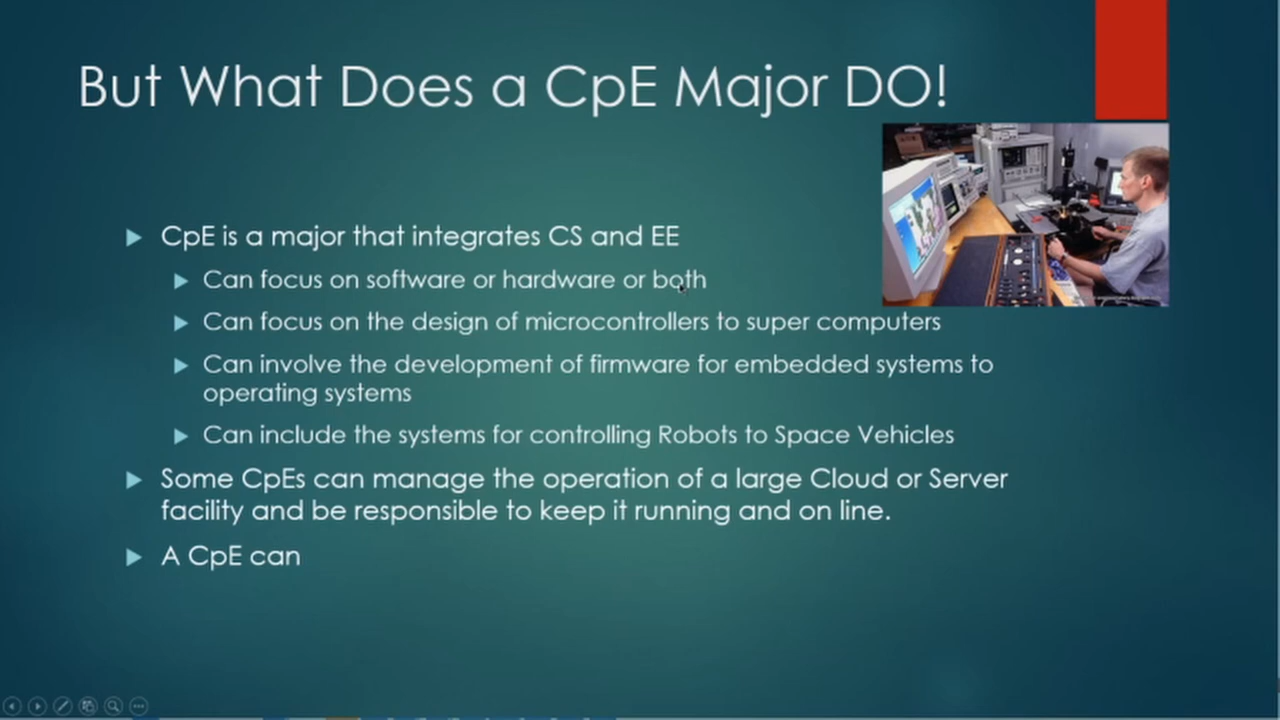 But What Does a CpE Major DO!
CpE is a major that integrates CS and EE
Can focus on software or hardware or both
Can focus on the design of microcontrollers to super computers
Can involve the development of firmware for embedded systems to
operating systems
Can include the systems for controlling Robots to Space Vehicles
Some CpEs can manage the operation of a large Cloud or Server
facility and be responsible to keep it running and on line.
A CpE can